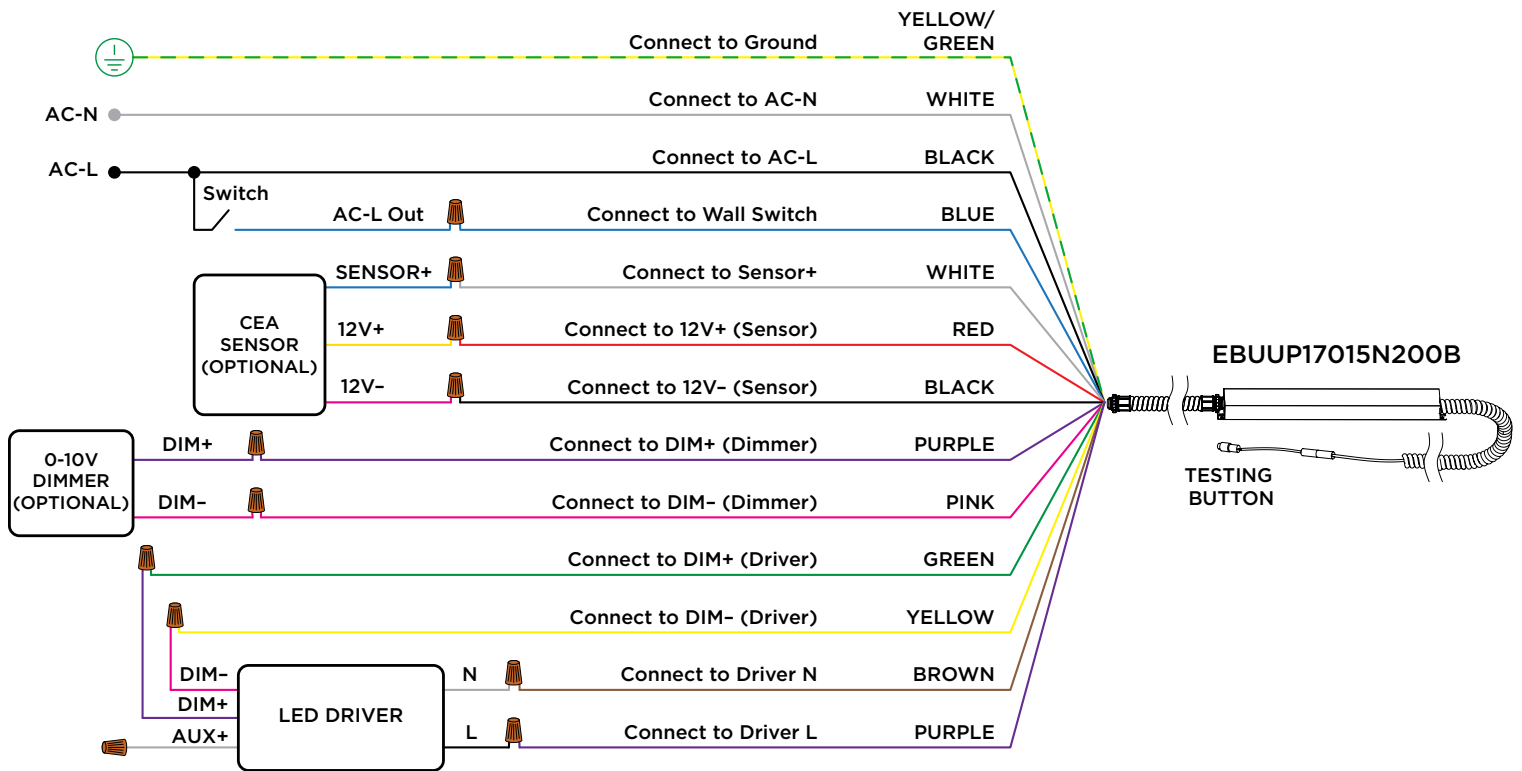 Connect to Ground
YELLOW/
GREEN
AC-N
Connect to AC-N
WHITE
AC-L
Connect to AC-L
BLACK
Switch
AC-L Out
Connect to Wall Switch
BLUE
CEA
SENSOR
(OPTIONAL)
SENSOR+
Connect to Sensor+
WHITE
12V+
Connect to 12V+ (Sensor)
RED
12V–
Connect to 12V– (Sensor)
BLACK
EBUUP17015N200B
TESTING
BUTTON
0-10V
DIMMER
(OPTIONAL)
DIM+
Connect to DIM+ (Dimmer)
PURPLE
DIM–
Connect to DIM– (Dimmer)
PINK
Connect to DIM+ (Driver)
GREEN
Connect to DIM– (Driver)
YELLOW
DIM–
DIM+
AUX+
LED DRIVER
N
Connect to Driver N
BROWN
L
Connect to Driver L
PURPLE